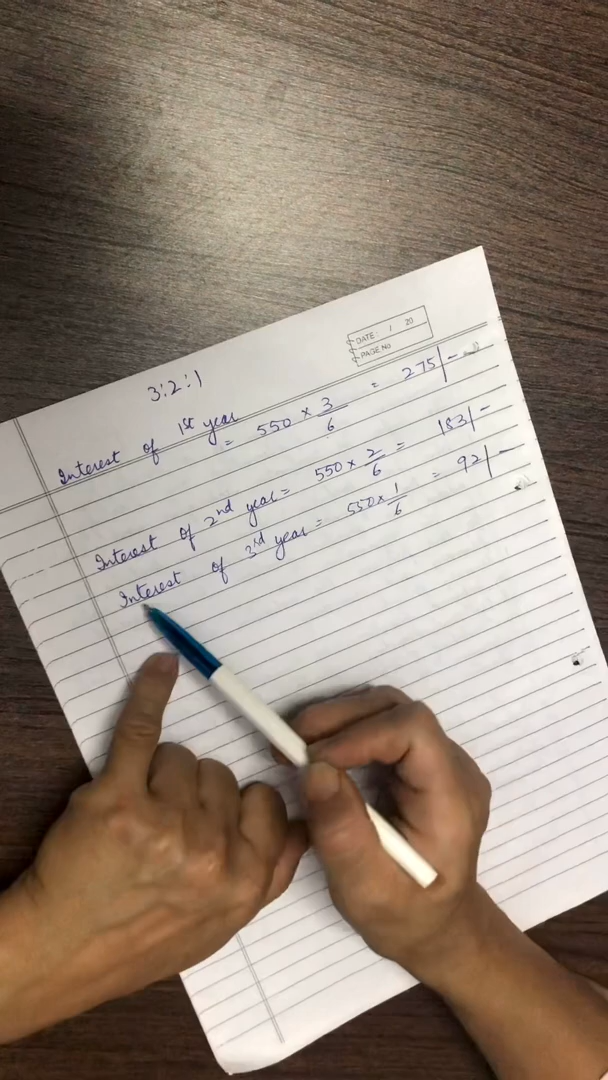 DATE: / 20
PAGE No
3:2:1
Interest of 1st year = 550 × 3/6 = 275/-
Interest of 2nd year = 550 × 2/6 = 183/-
Interest of 3rd year = 550 × 1/6 = 92/-